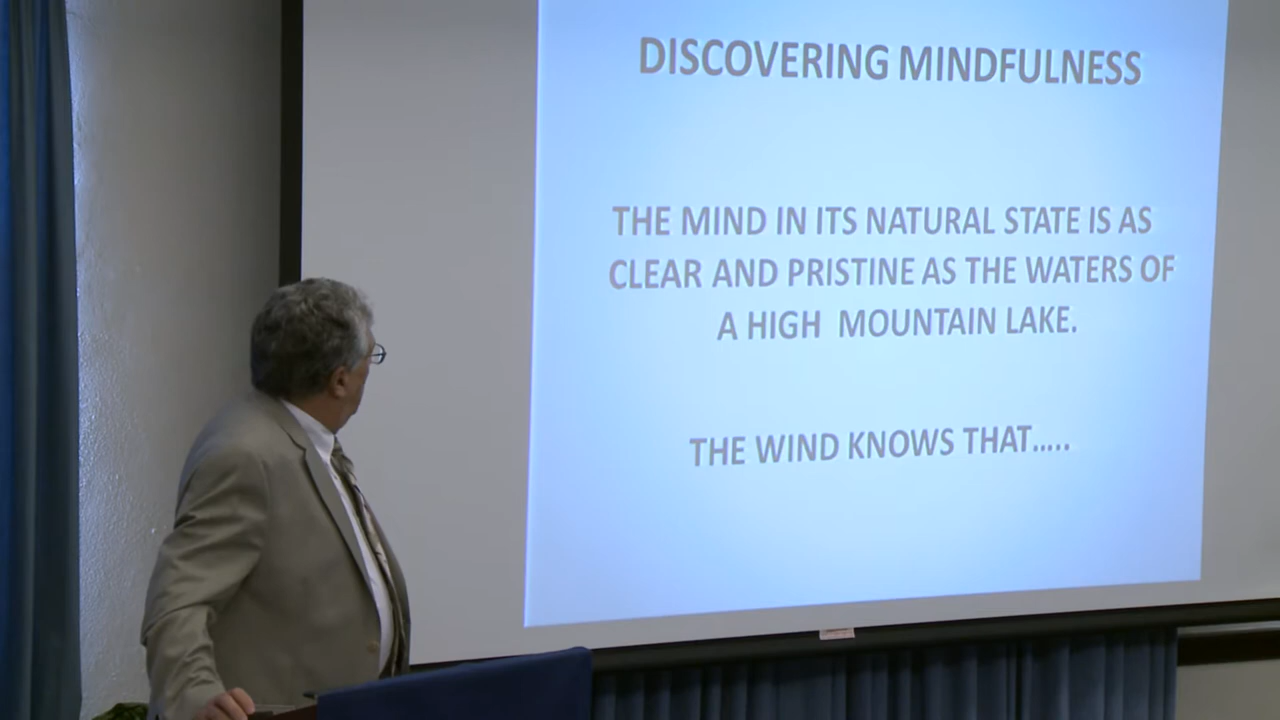 DISCOVERING MINDFULNESS
THE MIND IN ITS NATURAL STATE IS AS
CLEAR AND PRISTINE AS THE WATERS OF
A HIGH MOUNTAIN LAKE.
THE WIND KNOWS THAT.....